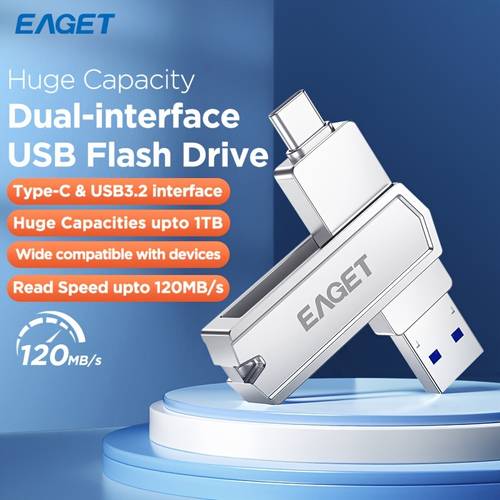 EAGET
Huge Capacity
Dual-interface
USB Flash Drive
Type-C & USB3.2 interface
Huge Capacities upto 1TB
Wide compatible with devices
Read Speed upto 120MB/s
120MB/s
EAGET